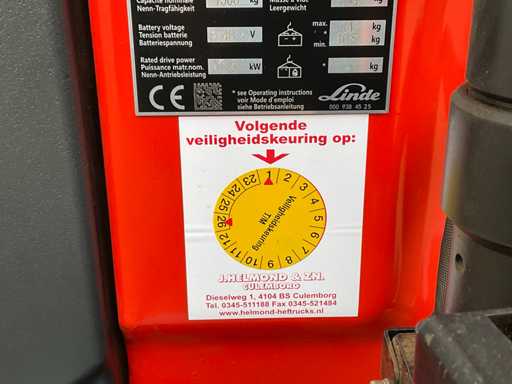 Capacité nominale
Nenn-Tragfähigkeit
kg
Masse à vide
Leergewicht
kg
Battery voltage
Tension batterie
Batteriespannung
V
max.
kg
*
min.
kg
Rated drive power
Puissance matr.nom.
Nenn-Antriebsleistung
kW
kg
CE
* see Operating instructions
voir Mode d'emploi
siehe Betriebsanleitung
Linde
000 938 45 25
Volgende
veiligheidskeuring op:
1 2 3 4 5 6 7 8 9 10 11 12 26 25 24 23
Veiligheidskeuring
T/M
J.HELMOND & ZN.
CULEMBORG
Dieselweg 1, 4104 BS Culemborg
Tel. 0345-511188 Fax 0345-521484
www.helmond-heftrucks.nl